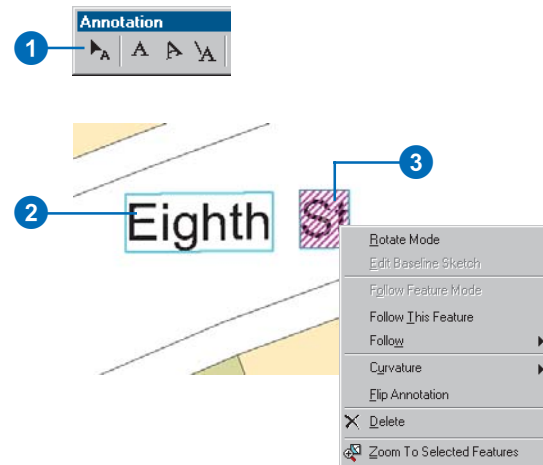 Annotation
1
A A A A
3
2
Eighth St
Rotate Mode
Edit Baseline Sketch
Follow Feature Mode
Follow This Feature
Follow
Curvature
Flip Annotation
Delete
Zoom To Selected Features